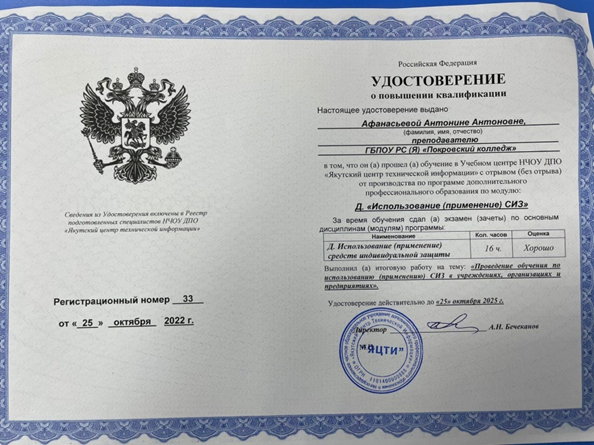 Сведения из Удостоверения включены в Реестр
подготовленных специалистов НЧОУ ДПО
«Якутский центр технической информации»
Регистрационный номер 33
от « 25 » октября 2022 г.
Российская Федерация
УДОСТОВЕРЕНИЕ
о повышении квалификации
Настоящее удостоверение выдано
Афанасьевой Антонине Антоновне,
(фамилия, имя, отчество)
преподавателю
ГБПОУ РС (Я) «Покровский колледж»
в том, что он (а) прошел (а) обучение в Учебном центре НЧОУ ДПО
«Якутский центр технической информации» с отрывом (без отрыва)
от производства по программе дополнительного
профессионального образования по модулю:
Д. «Использование (применение) СИЗ»
За время обучения сдал (а) экзамен (зачеты) по основным
дисциплинам (модулям) программы:
Наименование Кол. часов Оценка
Д. Использование (применение)
средств индивидуальной защиты 16 ч. Хорошо
Выполнил (а) итоговую работу на тему: «Проведение обучения по
использованию (применению) СИЗ в учреждениях, организациях и
предприятиях».
Удостоверение действительно до «25» октября 2025 г.
Директор А.Н. Бечеканов
"ЯЦТИ"